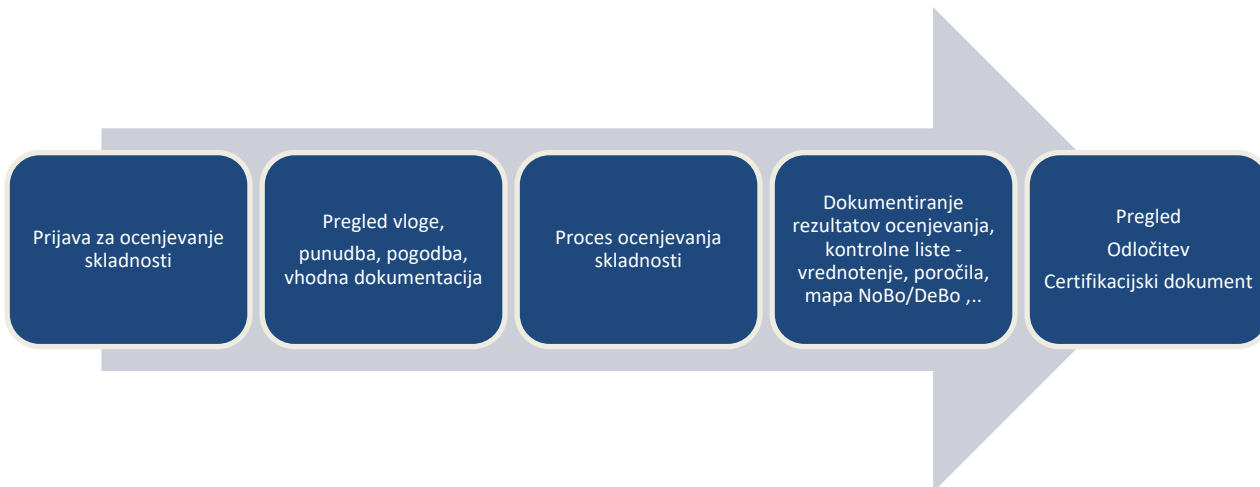 Prijava za ocenjevanje
skladnosti
Pregled vloge,
punudba, pogodba,
vhodna dokumentacija
Proces ocenjevanja
skladnosti
Dokumentiranje
rezultatov ocenjevanja,
kontrolne liste -
vrednotenje, poročila,
mapa NoBo/DeBo ,..
Pregled
Odločitev
Certifikacijski dokument